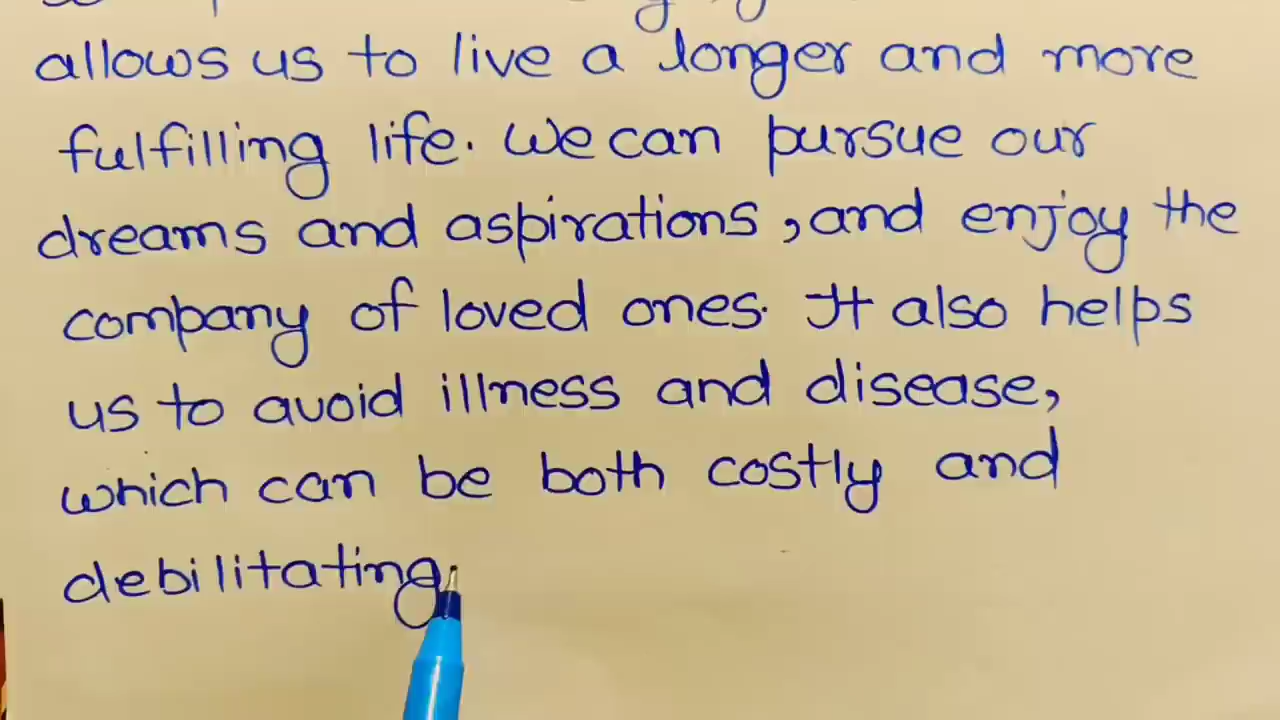 allows us to live a longer and more
fulfilling life. We can pursue our
dreams and aspirations, and enjoy the
company of loved ones. It also helps
us to avoid illness and disease,
which can be both costly and
debilitating.